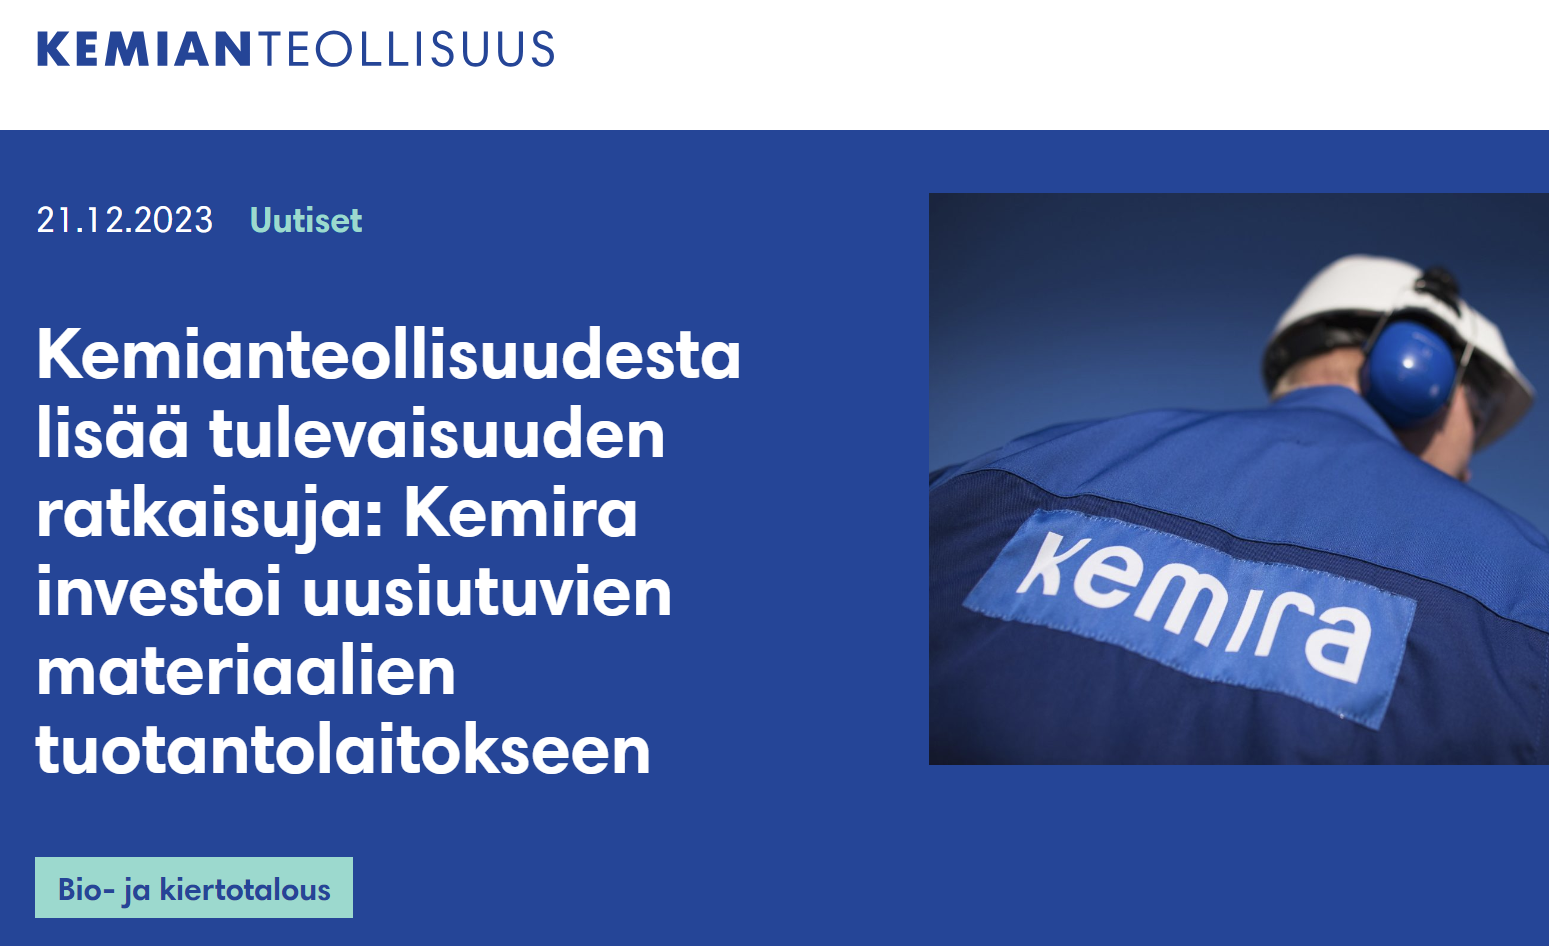 KEMIANTEOLLISUUS
21.12.2023 Uutiset
Kemianteollisuudesta
lisää tulevaisuuden
ratkaisuja: Kemira
investoi uusiutuvien
materiaalien
tuotantolaitokseen
kemira
Bio- ja kiertotalous